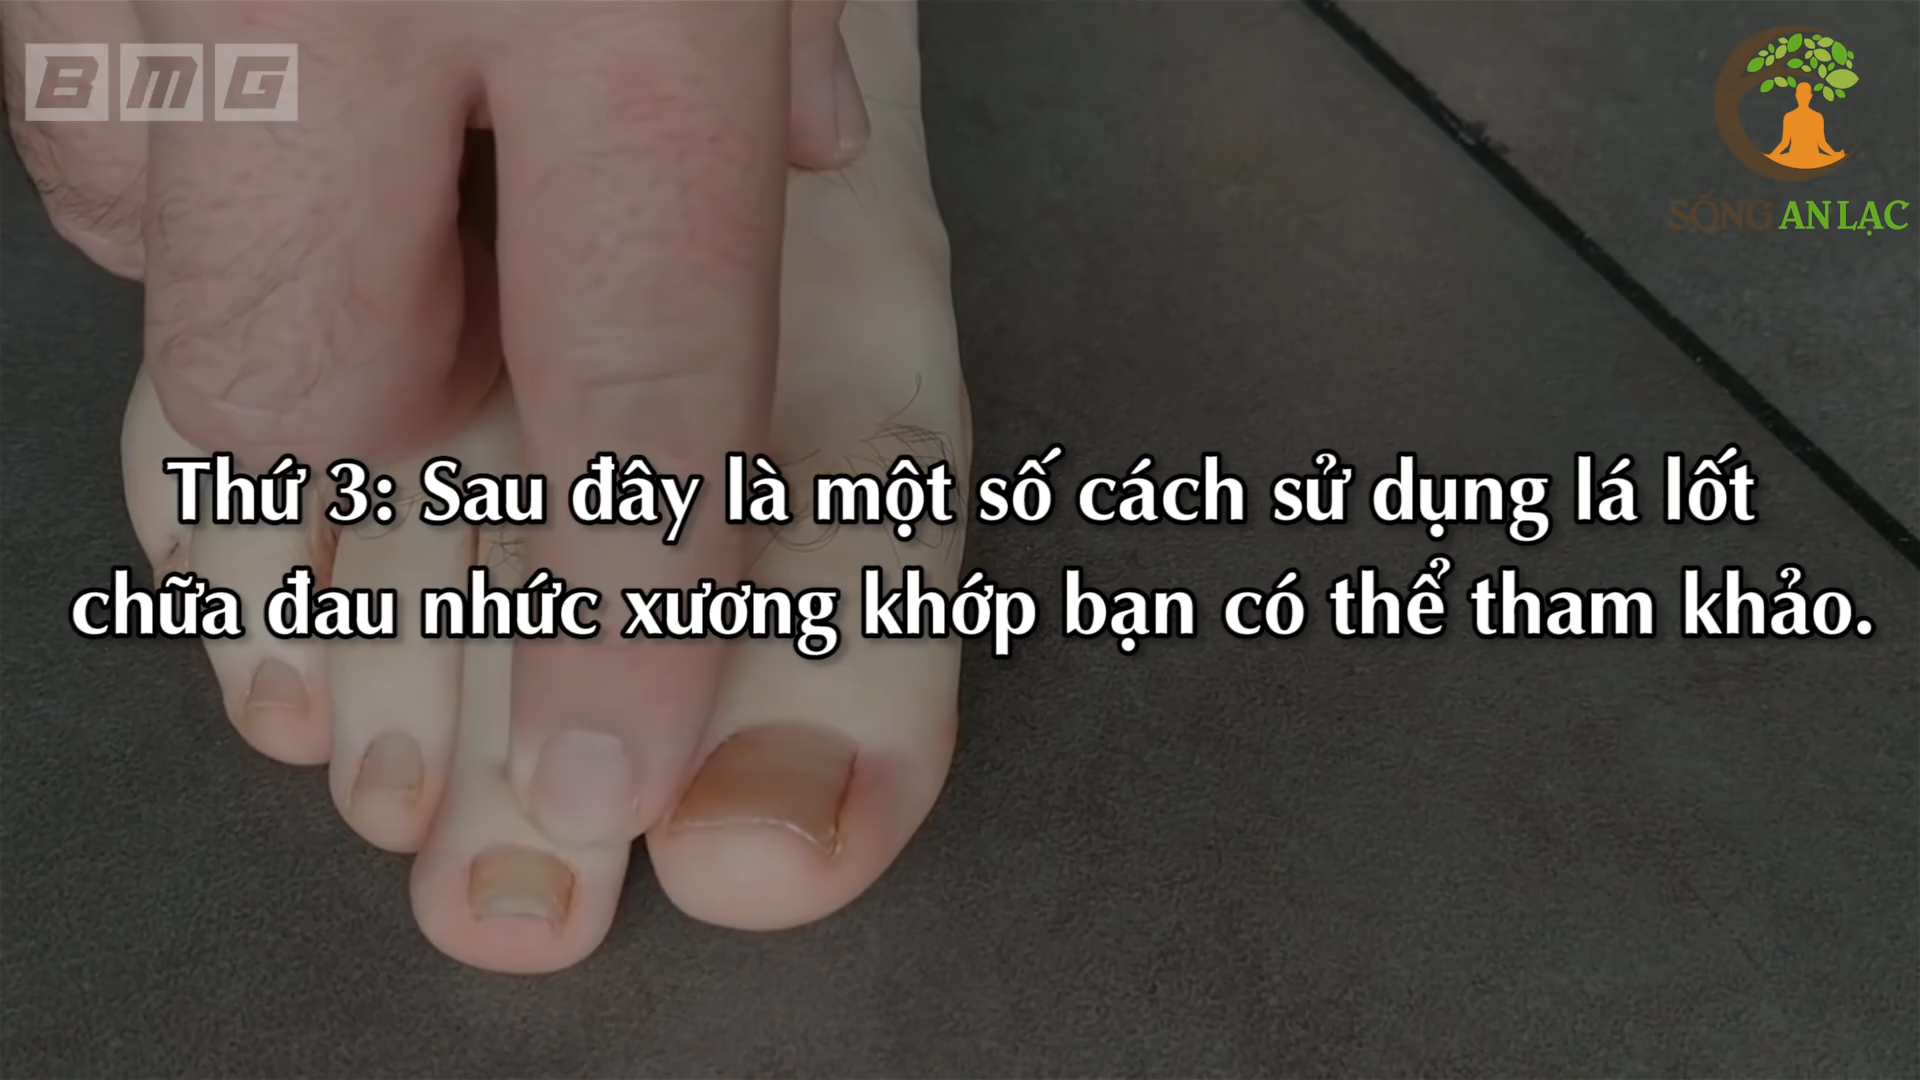 BMG
SỐNG AN LẠC
Thứ 3: Sau đây là một số cách sử dụng lá lốt
chữa đau nhức xương khớp bạn có thể tham khảo.